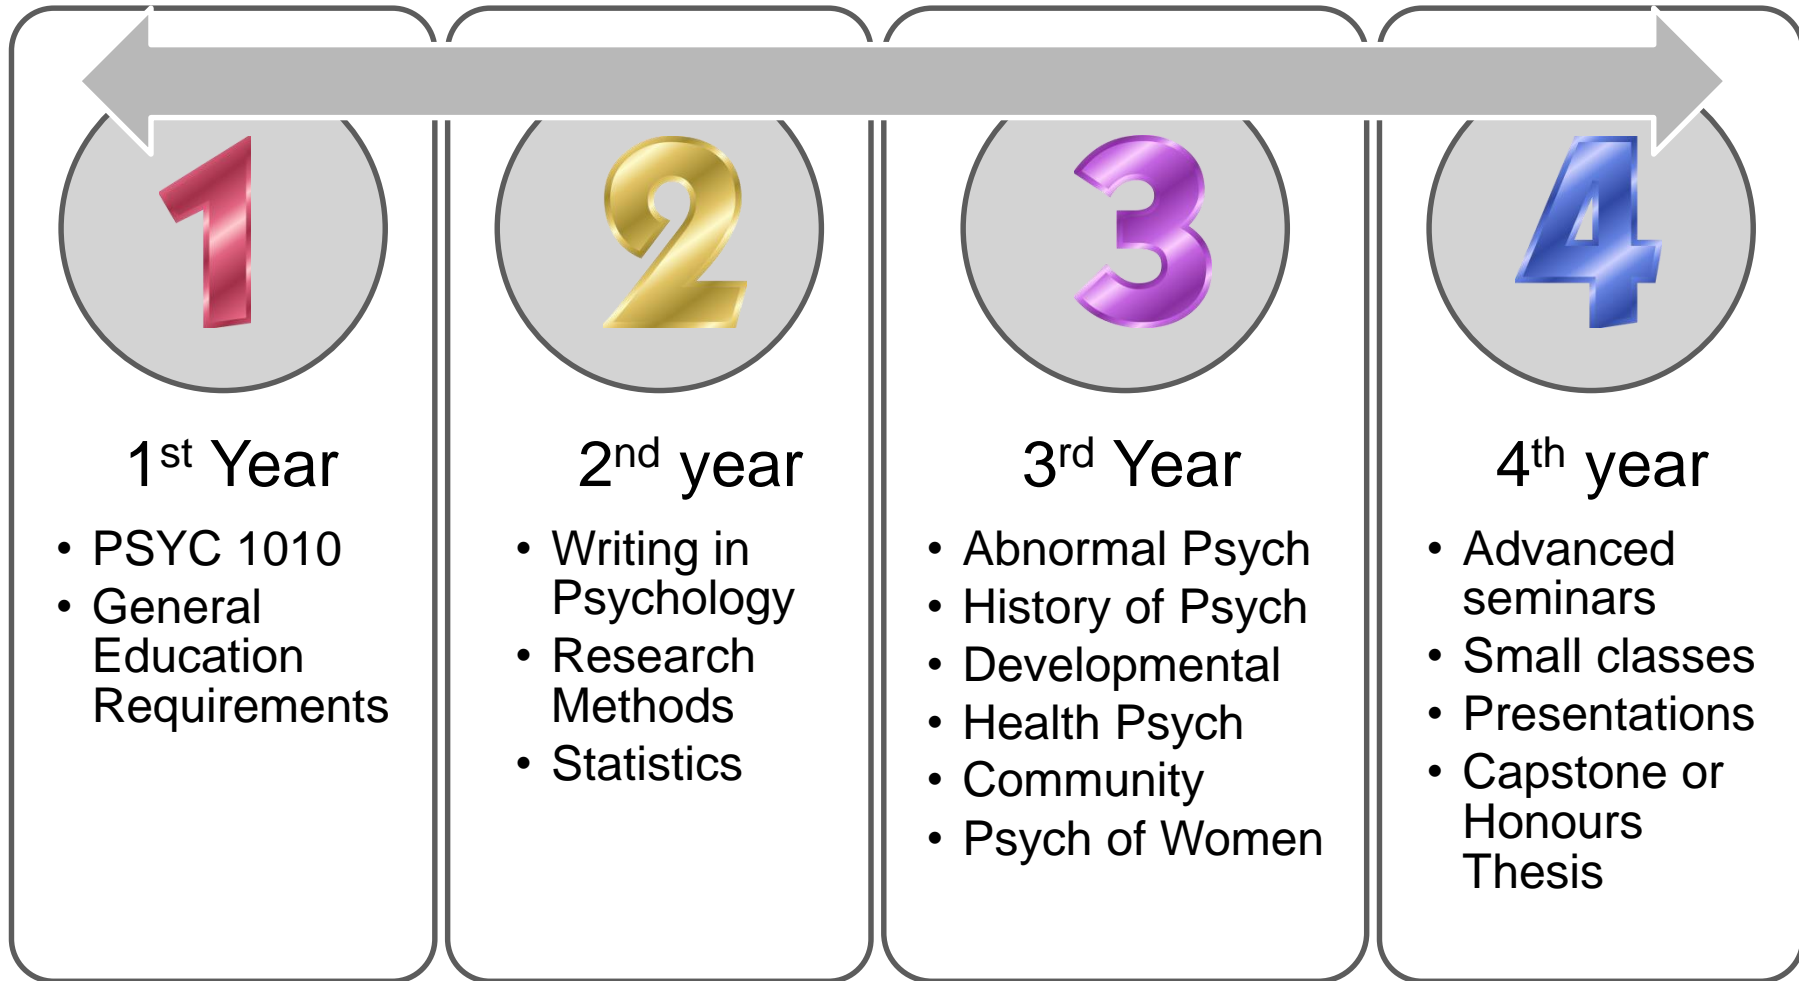 1
1st Year
• PSYC 1010
• General
Education
Requirements
2
2nd year
• Writing in
Psychology
• Research
Methods
• Statistics
3
3rd Year
• Abnormal Psych
• History of Psych
• Developmental
• Health Psych
• Community
• Psych of Women
4
4th year
• Advanced
seminars
• Small classes
• Presentations
• Capstone or
Honours
Thesis